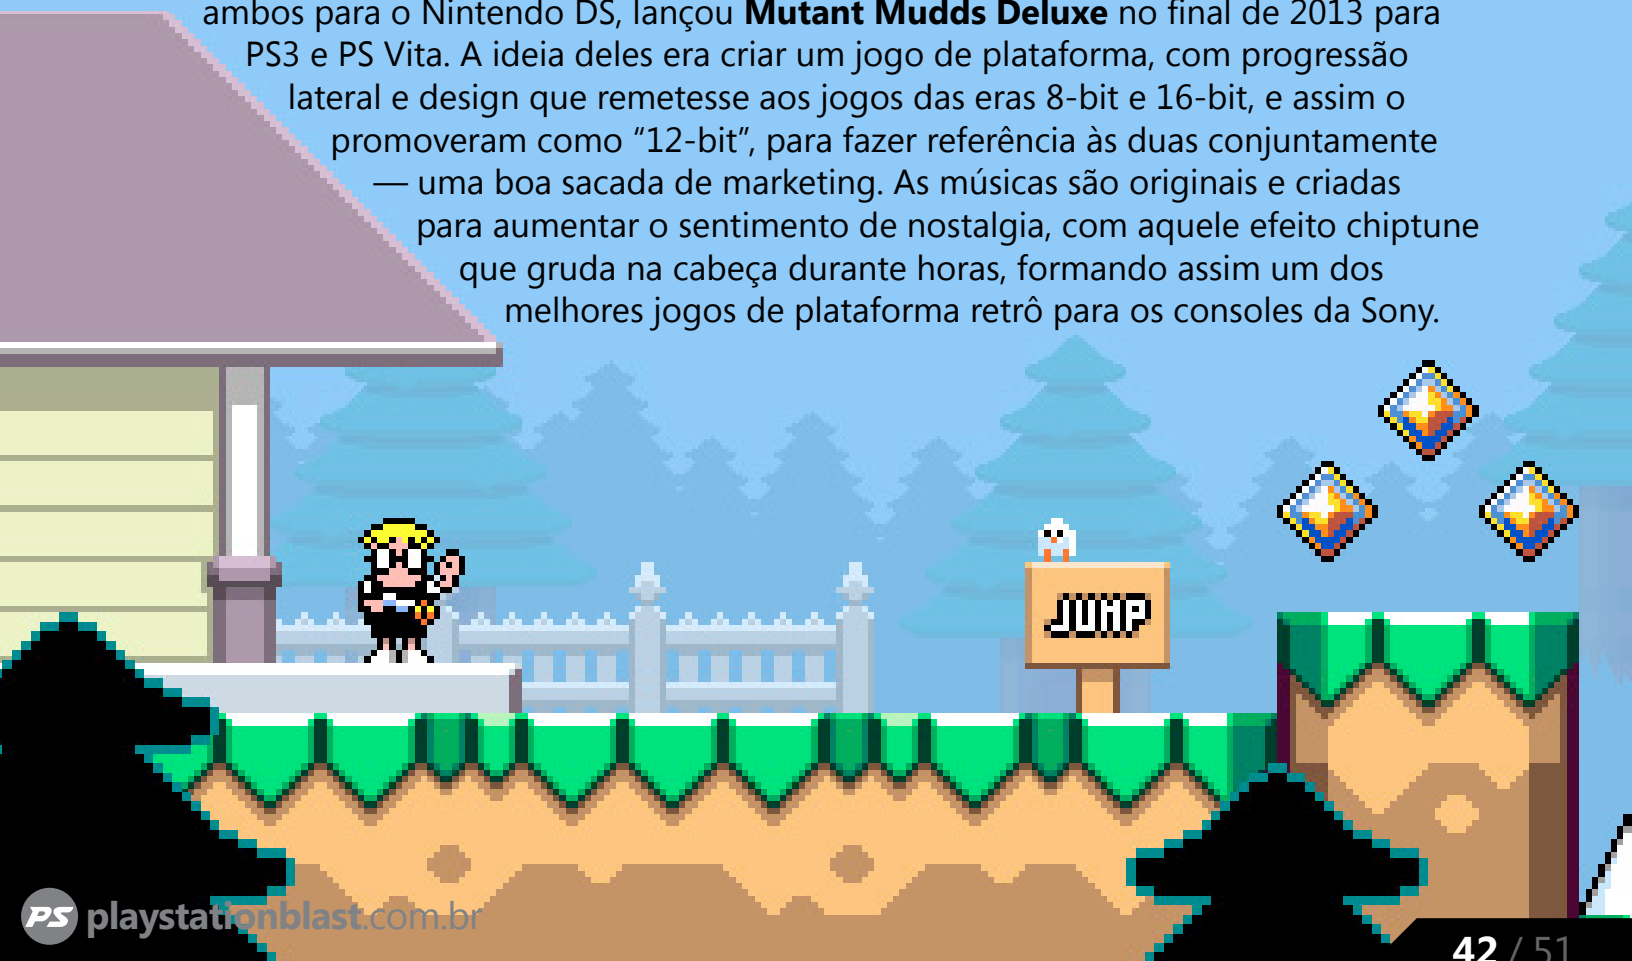 ambos para o Nintendo DS, lançou Mutant Mudds Deluxe no final de 2013 para
PS3 e PS Vita. A ideia deles era criar um jogo de plataforma, com progressão
lateral e design que remetesse aos jogos das eras 8-bit e 16-bit, e assim o
promoveram como “12-bit”, para fazer referência às duas conjuntamente
— uma boa sacada de marketing. As músicas são originais e criadas
para aumentar o sentimento de nostalgia, com aquele efeito chiptune
que gruda na cabeça durante horas, formando assim um dos
melhores jogos de plataforma retrô para os consoles da Sony.
JUMP
PS playstationblast.com.br
42 / 51